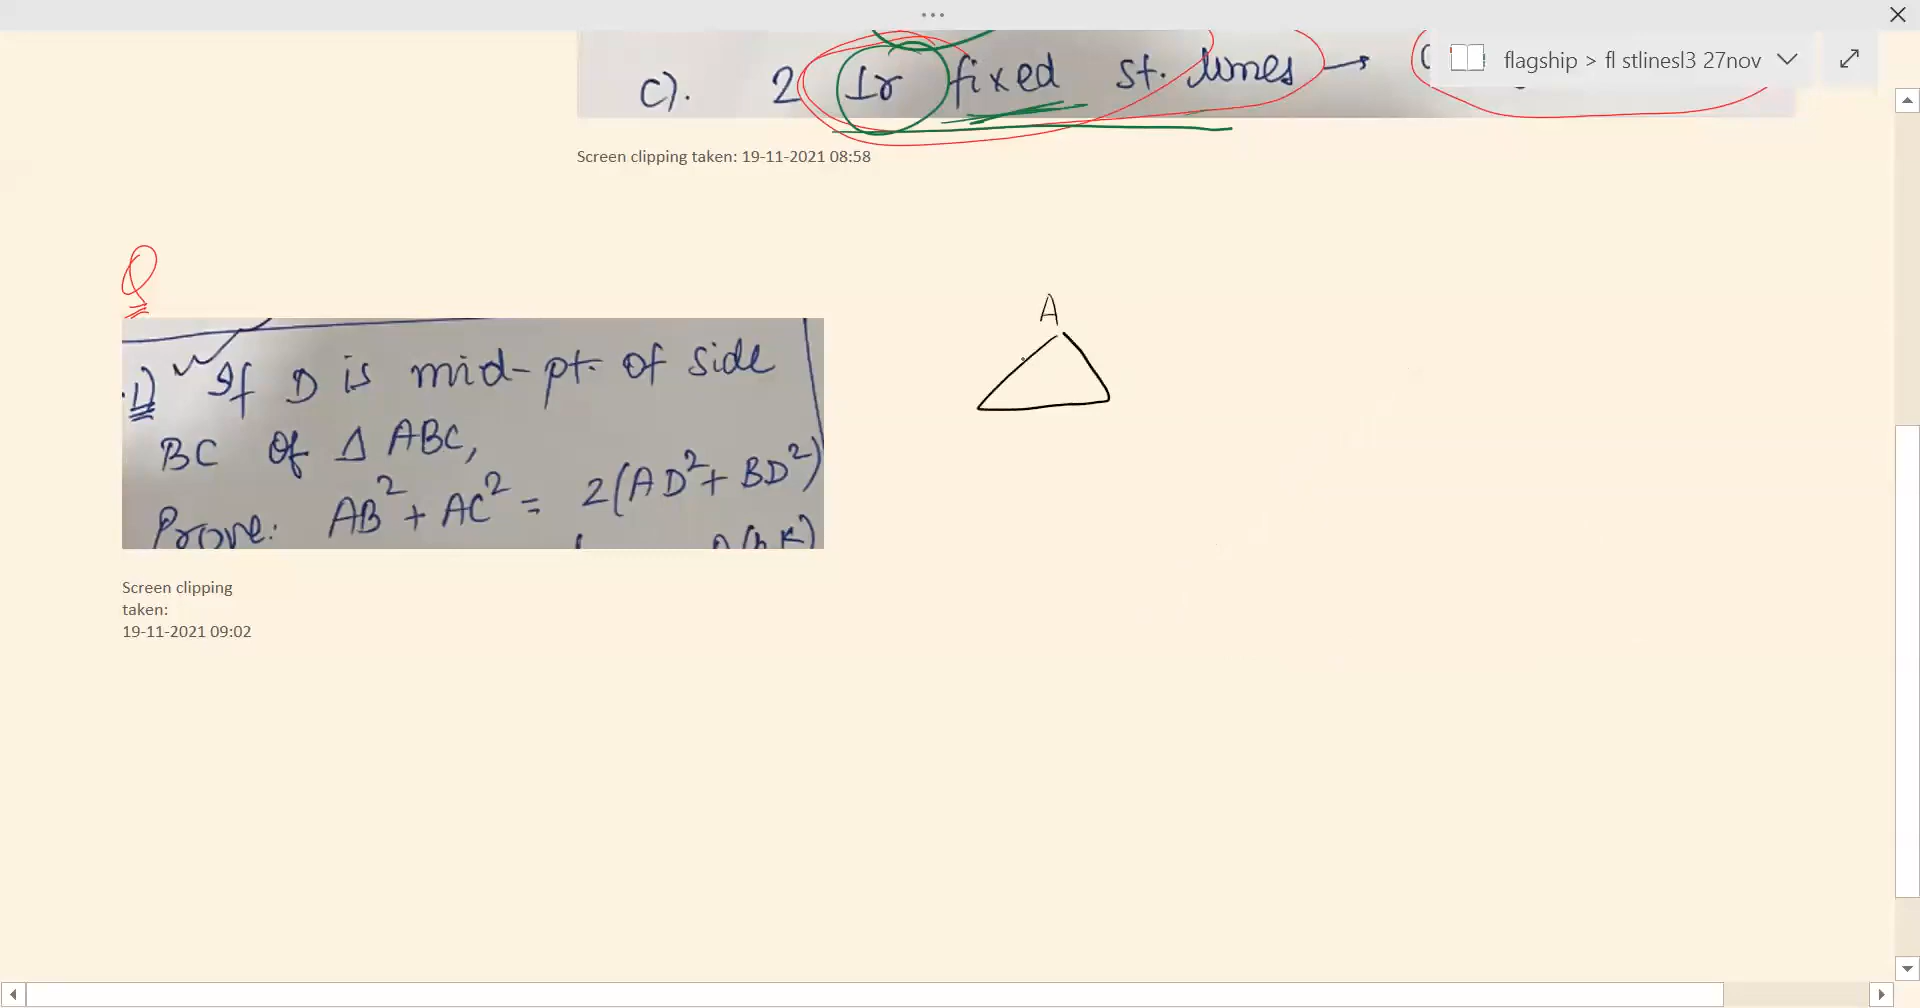 flagship > fl stlinesl3 27nov
c). 2 ⊥r fixed st. lines →
Screen clipping taken: 19-11-2021 08:58
Q
1) If D is mid-pt. of side
BC of Δ ABC,
Prove: AB² + AC² = 2(AD² + BD²)
A
Screen clipping
taken:
19-11-2021 09:02